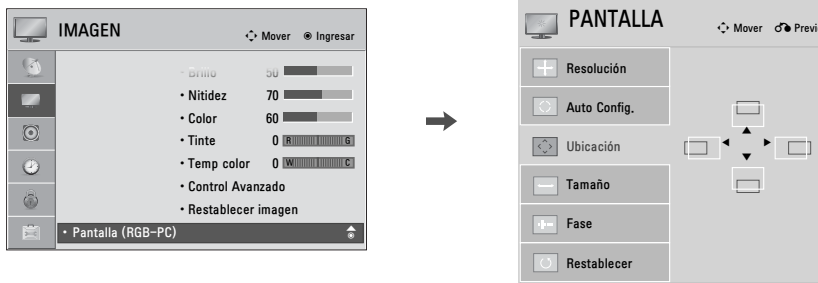 IMAGEN
Mover Ingresar
• Brillo 50
• Nitidez 70
• Color 60
• Tinte 0 R G
• Temp color 0 W C
• Control Avanzado
• Restablecer imagen
• Pantalla (RGB-PC)
PANTALLA
Mover Previ
Resolución
Auto Config.
Ubicación
Tamaño
Fase
Restablecer